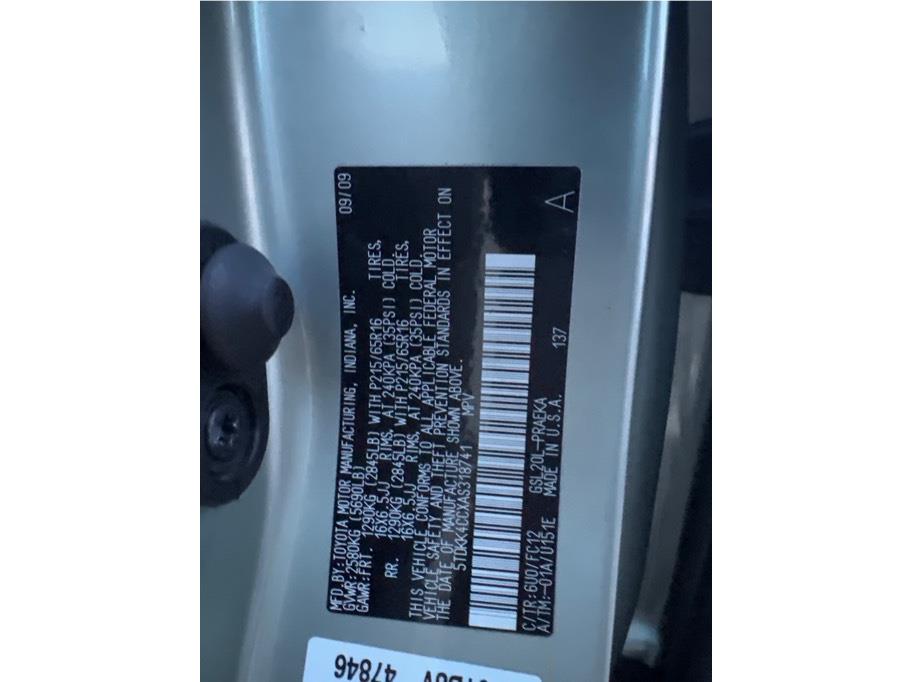 MFD.BY:TOYOTA MOTOR MANUFACTURING, INDIANA, INC. 09/09
GVWR:2580KG (5690LB)
GAWR:FRT. 1290KG (2845LB) WITH P215/65R16 TIRES,
16X6.5JJ RIMS, AT 240KPA (35PSI) COLD.
RR. 1290KG (2845LB) WITH P215/65R16 TIRES,
16X6.5JJ RIMS, AT 240KPA (35PSI) COLD.
THIS VEHICLE CONFORMS TO ALL APPLICABLE FEDERAL MOTOR
VEHICLE SAFETY AND THEFT PREVENTION STANDARDS IN EFFECT ON
THE DATE OF MANUFACTURE SHOWN ABOVE.
5TDKK4CCXAS318741 MPV
C/TR:6U0/FC12 GSL20L-PRAEKA 137
A/TM:-01A/U151E MADE IN U.S.A. A
47846